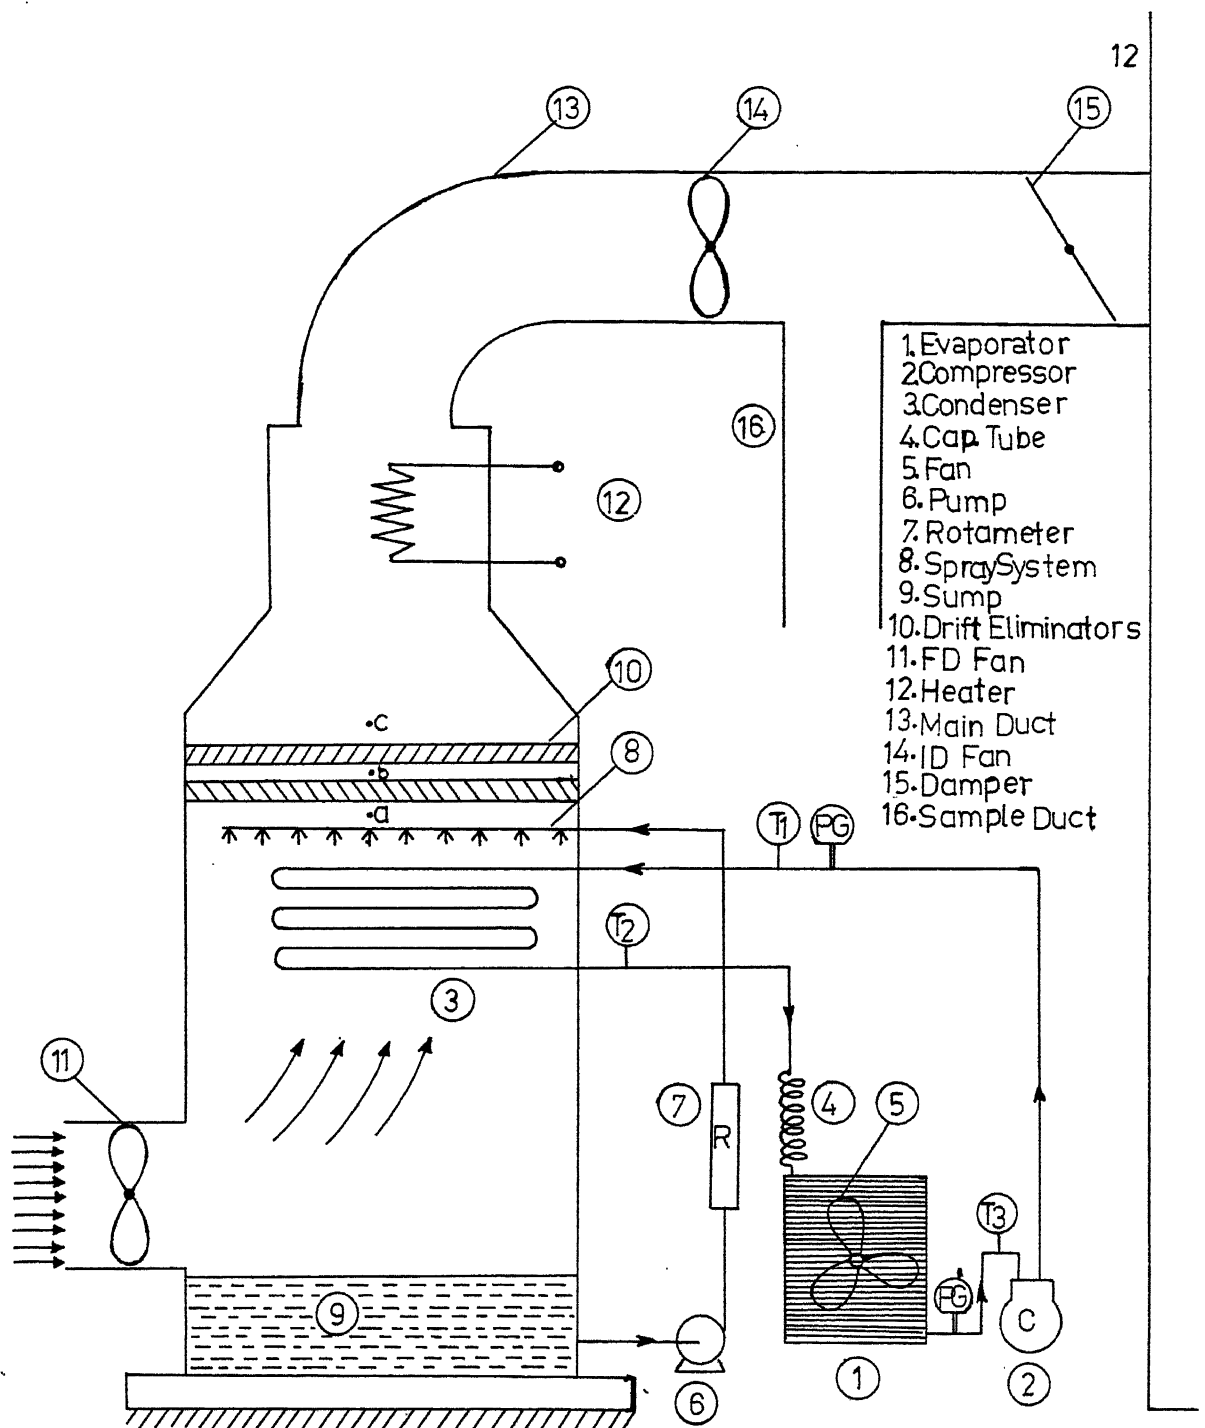 12
13
14
15
1. Evaporator
2. Compressor
3. Condenser
4. Cap. Tube
5. Fan
6. Pump
7. Rotameter
8. Spray System
9. Sump
10. Drift Eliminators
11. FD Fan
12. Heater
13. Main Duct
14. ID Fan
15. Damper
16. Sample Duct
16
12
10
.c
8
.b
.a
T1
PG
T2
3
11
7
4
5
R
T3
9
PG
C
6
1
2